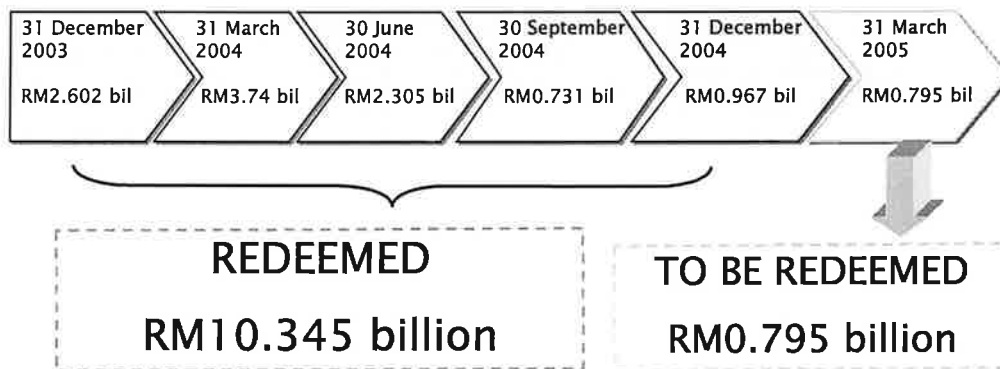 31 December
2003
RM2.602 bil
31 March
2004
RM3.74 bil
30 June
2004
RM2.305 bil
30 September
2004
RM0.731 bil
31 December
2004
RM0.967 bil
31 March
2005
RM0.795 bil
REDEEMED
RM10.345 billion
TO BE REDEEMED
RM0.795 billion